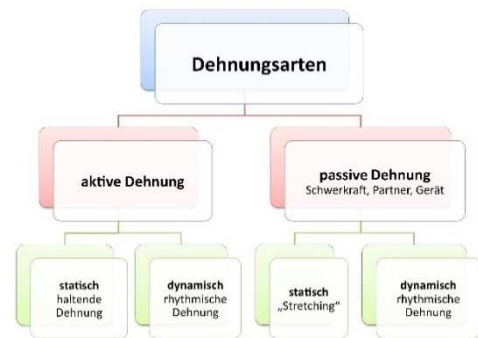 Dehnungsarten
aktive Dehnung
passive Dehnung
Schwerkraft, Partner, Gerät
statisch
haltende
Dehnung
dynamisch
rhythmische
Dehnung
statisch
„Stretching“
dynamisch
rhythmische
Dehnung